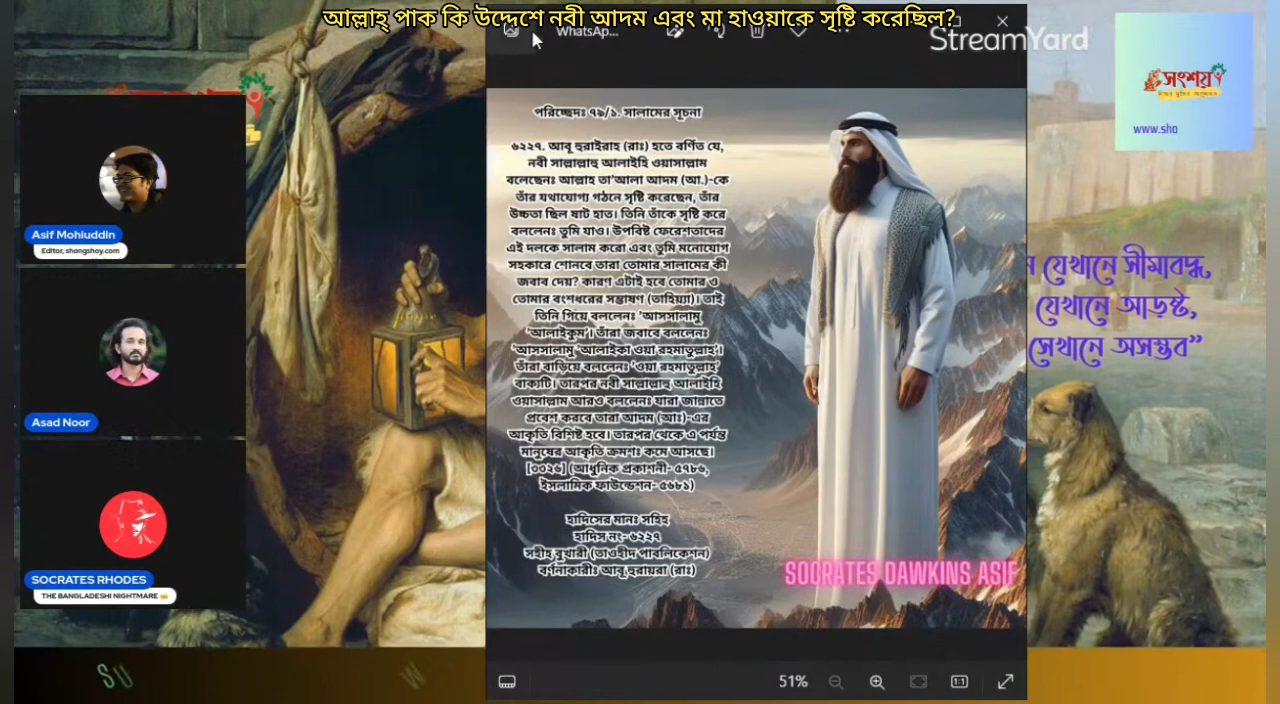 আল্লাহ্ পাক কি উদ্দেশে নবী আদম এবং মা হাওয়াকে সৃষ্টি করেছিল?
WhatsAp...
StreamYard
সংশয়
www.sho
Asif Mohiuddin
Editor, shongshoy.com
Asad Noor
SOCRATES RHODES
THE BANGLADESHI NIGHTMARE
পরিচ্ছেদঃ ৭৯/১. সালামের সূচনা
৬২২৭. আবূ হুরাইরাহ (রাঃ) হতে বর্ণিত যে,
নবী সাল্লাল্লাহু আলাইহি ওয়াসাল্লাম
বলেছেনঃ আল্লাহ তা'আলা আদম (আ.)-কে
তাঁর যথাযোগ্য গঠনে সৃষ্টি করেছেন, তাঁর
উচ্চতা ছিল ষাট হাত। তিনি তাঁকে সৃষ্টি করে
বললেনঃ তুমি যাও। উপবিষ্ট ফেরেশতাদের
এই দলকে সালাম করো এবং তুমি মনোযোগ
সহকারে শোনবে তারা তোমার সালামের কী
জবাব দেয়? কারণ এটাই হবে তোমার ও
তোমার বংশধরের সম্ভাষণ (তাহিয়্যা)। তাই
তিনি গিয়ে বললেনঃ 'আসসালামু
'আলাইকুম'। তাঁরা জবাবে বললেনঃ
'আসসালামু 'আলাইকা ওয়া রহমাতুল্লাহ'।
তাঁরা বাড়িয়ে বললেনঃ 'ওয়া রহমাতুল্লাহ'
বাক্যটি। তারপর নবী সাল্লাল্লাহু আলাইহি
ওয়াসাল্লাম আরও বললেনঃ যারা জান্নাতে
প্রবেশ করবে তারা আদম (আঃ)-এর
আকৃতি বিশিষ্ট হবে। তারপর থেকে এ পর্যন্ত
মানুষের আকৃতি ক্রমশঃ কমে আসছে।
[৩৩২৬] (আধুনিক প্রকাশনী- ৫৭৮৬,
ইসলামিক ফাউন্ডেশন- ৫৬৮১)
হাদিসের মানঃ সহিহ
হাদিস নং- ৬২২৭
সহীহ বুখারী (তাওহীদ পাবলিকেশন)
বর্ণনাকারীঃ আবূ হুরায়রা (রাঃ)
SOCRATES DAWKINS ASIF
যেখানে সীমাবদ্ধ,
যেখানে আড়ষ্ট,
সেখানে অসম্ভব”
51%
1:1
SU
W